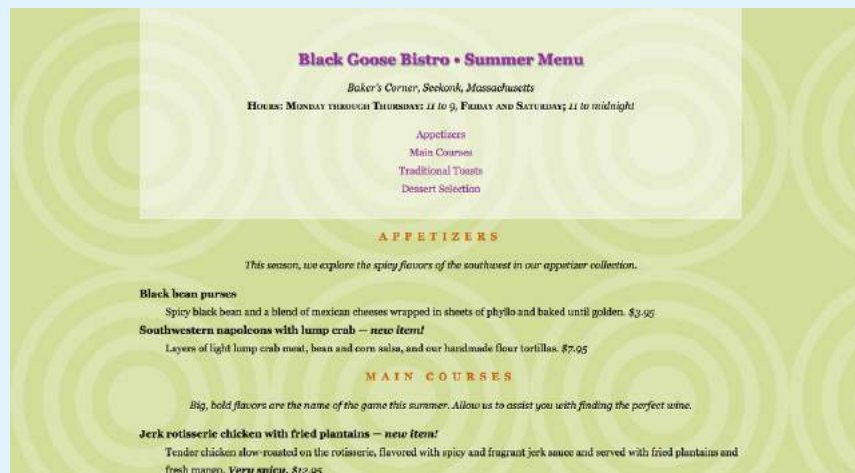 Black Goose Bistro • Summer Menu
Baker's Corner, Seekonk, Massachusetts
Hours: Monday through Thursday: 11 to 9, Friday and Saturday; 11 to midnight
Appetizers
Main Courses
Traditional Toasts
Dessert Selection
APPETIZERS
This season, we explore the spicy flavors of the southwest in our appetizer collection.
Black bean purses
Spicy black bean and a blend of mexican cheeses wrapped in sheets of phyllo and baked until golden. $3.95
Southwestern napoleons with lump crab — new item!
Layers of light lump crab meat, bean and corn salsa, and our handmade flour tortillas. $7.95
MAIN COURSES
Big, bold flavors are the name of the game this summer. Allow us to assist you with finding the perfect wine.
Jerk rotisserie chicken with fried plantains — new item!
Tender chicken slow-roasted on the rotisserie, flavored with spicy and fragrant jerk sauce and served with fried plantains and
fresh mango. Very spicy. $12.95